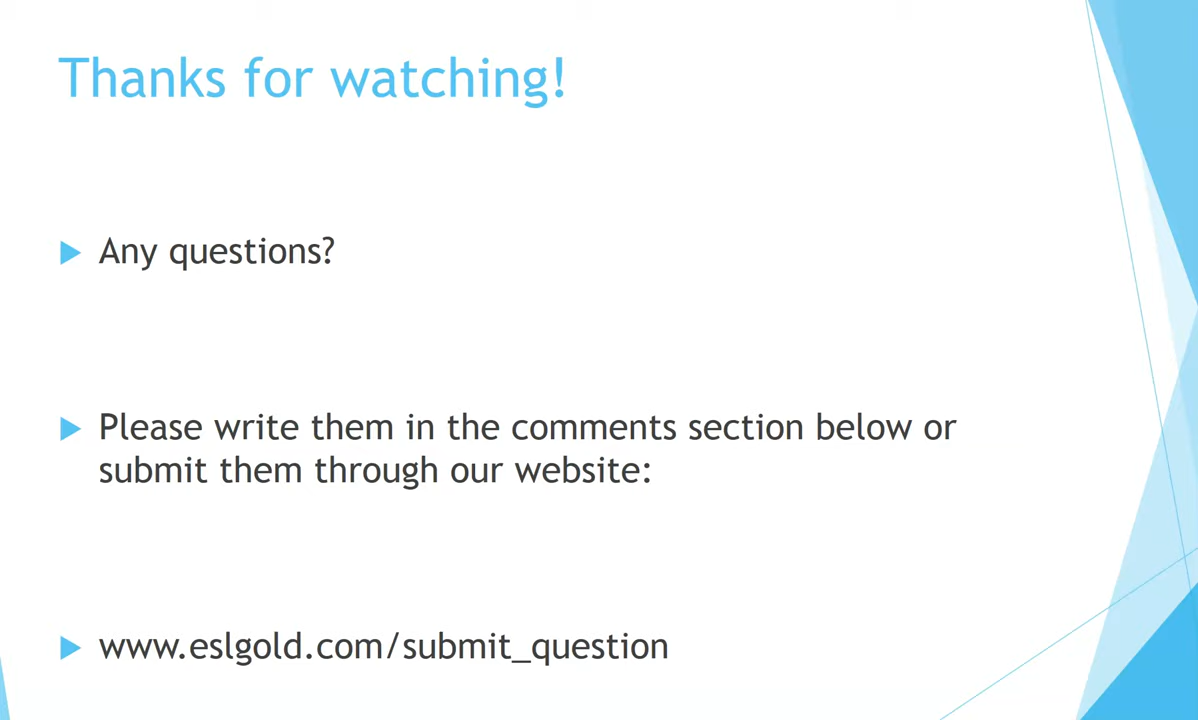 Thanks for watching!
Any questions?
Please write them in the comments section below or
submit them through our website:
www.eslgold.com/submit_question